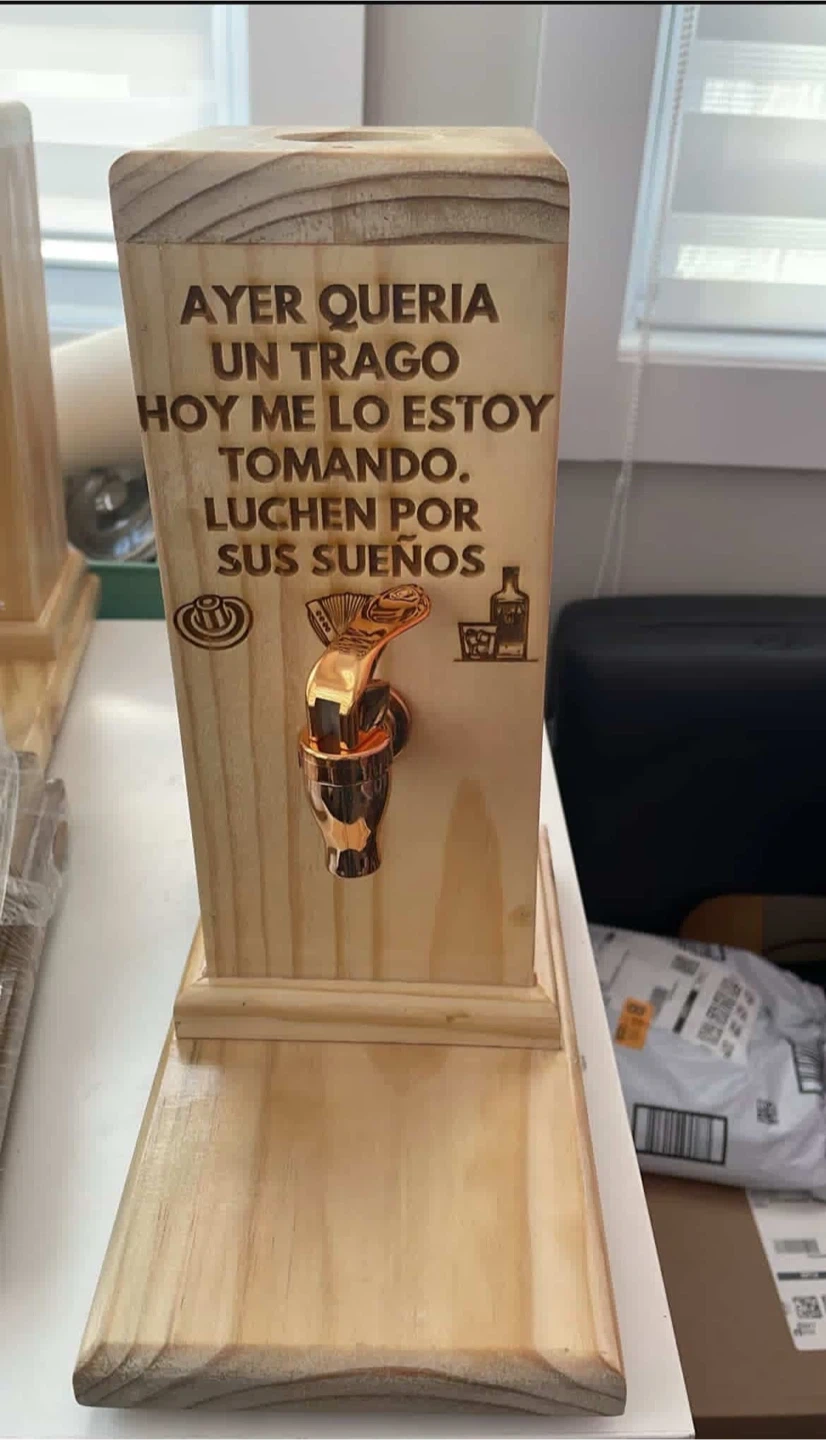 AYER QUERIA
UN TRAGO
HOY ME LO ESTOY
TOMANDO.
LUCHEN POR
SUS SUEÑOS